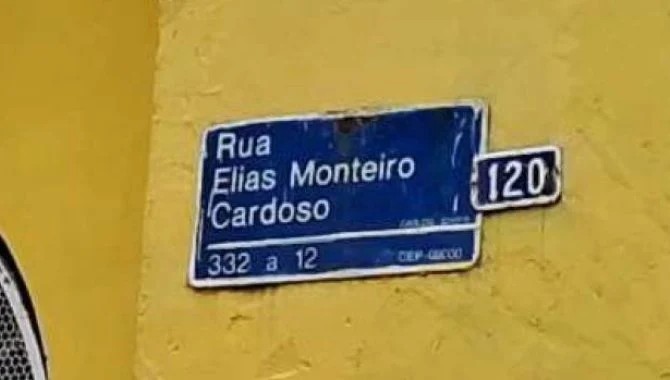 Rua
Elias Monteiro
Cardoso
332 a 12
120